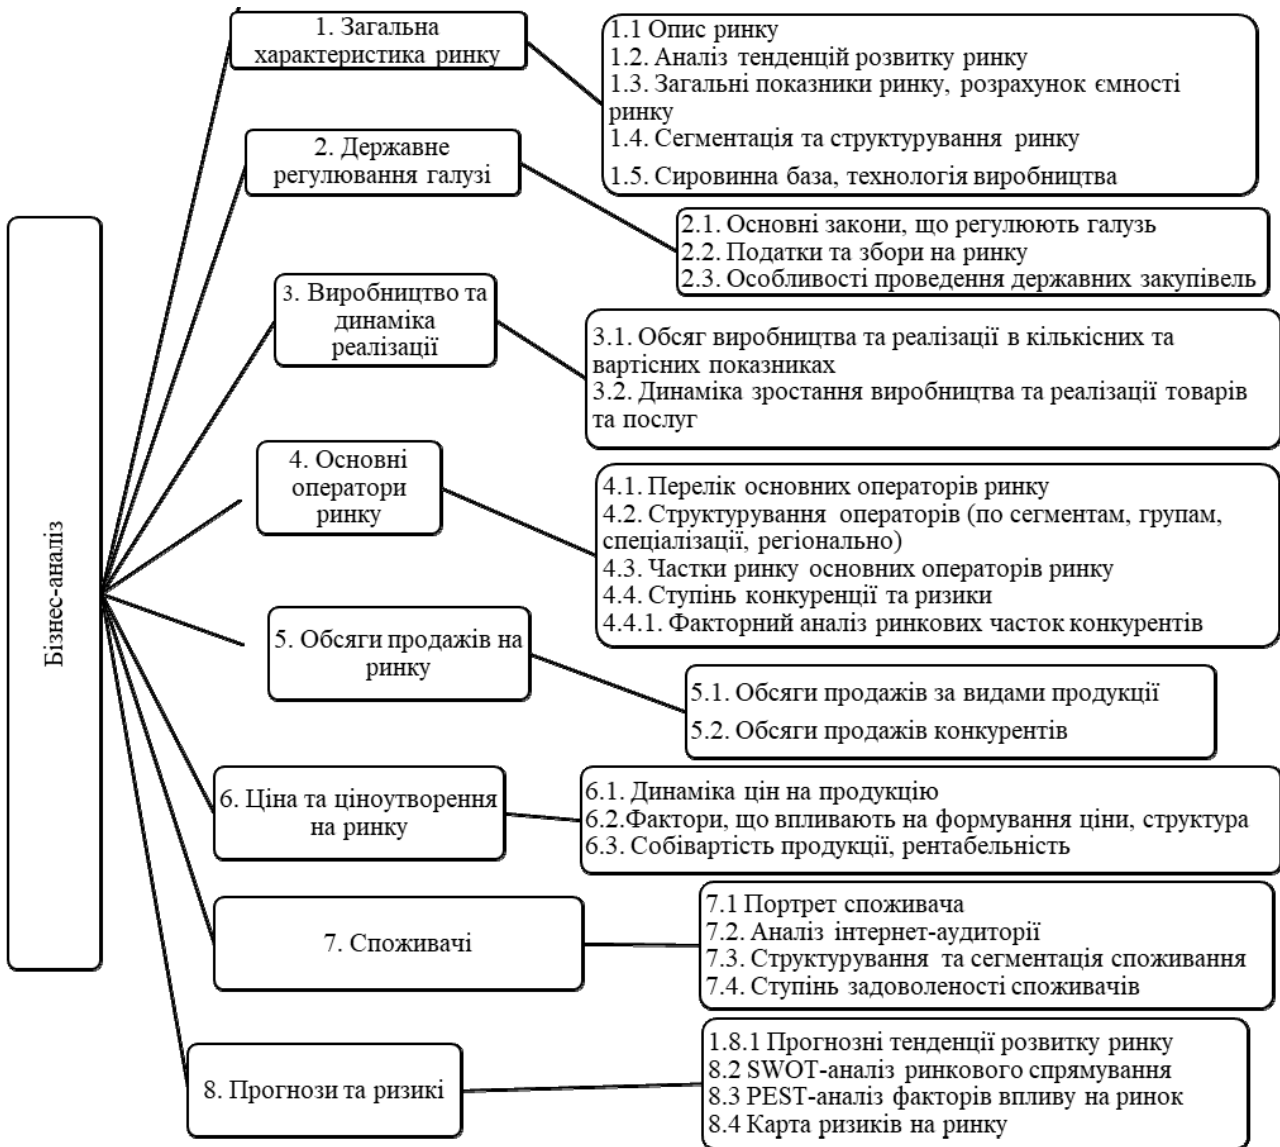 Бізнес-аналіз
1. Загальна
характеристика ринку
1.1 Опис ринку
1.2. Аналіз тенденцій розвитку ринку
1.3. Загальні показники ринку, розрахунок ємності
ринку
1.4. Сегментація та структурування ринку
1.5. Сировинна база, технологія виробництва
2. Державне
регулювання галузі
2.1. Основні закони, що регулюють галузь
2.2. Податки та збори на ринку
2.3. Особливості проведення державних закупівель
3. Виробництво та
динаміка
реалізації
3.1. Обсяг виробництва та реалізації в кількісних та
вартісних показниках
3.2. Динаміка зростання виробництва та реалізації товарів
та послуг
4. Основні
оператори
ринку
4.1. Перелік основних операторів ринку
4.2. Структурування операторів (по сегментам, групам,
спеціалізації, регіонально)
4.3. Частки ринку основних операторів ринку
4.4. Ступінь конкуренції та ризики
4.4.1. Факторний аналіз ринкових часток конкурентів
5. Обсяги продажів на
ринку
5.1. Обсяги продажів за видами продукції
5.2. Обсяги продажів конкурентів
6. Ціна та ціноутворення
на ринку
6.1. Динаміка цін на продукцію
6.2.Фактори, що впливають на формування ціни, структура
6.3. Собівартість продукції, рентабельність
7. Споживачі
7.1 Портрет споживача
7.2. Аналіз інтернет-аудиторії
7.3. Структурування та сегментація споживання
7.4. Ступінь задоволеності споживачів
8. Прогнози та ризикі
1.8.1 Прогнозні тенденції розвитку ринку
8.2 SWOT-аналіз ринкового спрямування
8.3 PEST-аналіз факторів впливу на ринок
8.4 Карта ризиків на ринку